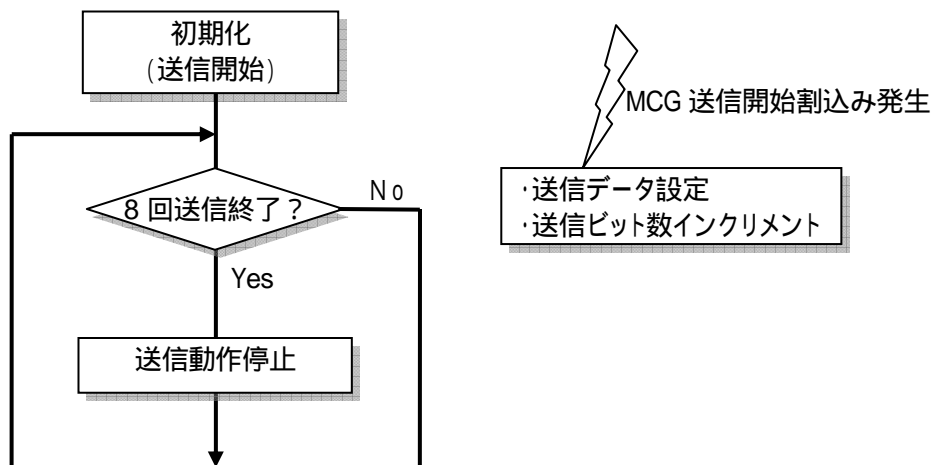 初期化
(送信開始)
MCG 送信開始割込み発生
・送信データ設定
・送信ビット数インクリメント
8 回送信終了？
No
Yes
送信動作停止